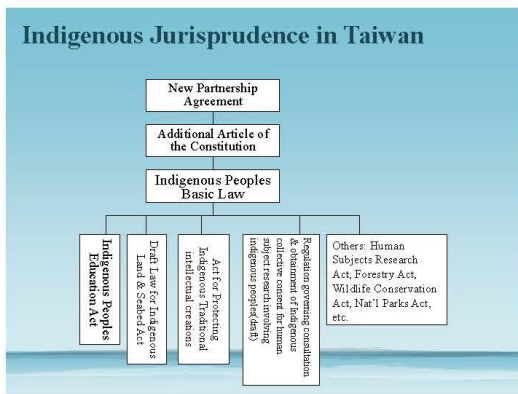 Indigenous Jurisprudence in Taiwan
New Partnership
Agreement
Additional Article of
the Constitution
Indigenous Peoples
Basic Law
Indigenous Peoples
Education Act
Draft Law for Indigenous
Land & Seabed Act
Act for Protecting
Indigenous Traditional
intellectual creations
Regulation governing consultation
& obtainment of Indigenous
collective consent for human
subject research involving
indigenous peoples(draft)
Others: Human
Subjects Research
Act, Forestry Act,
Wildlife Conservation
Act, Nat'l Parks Act,
etc.